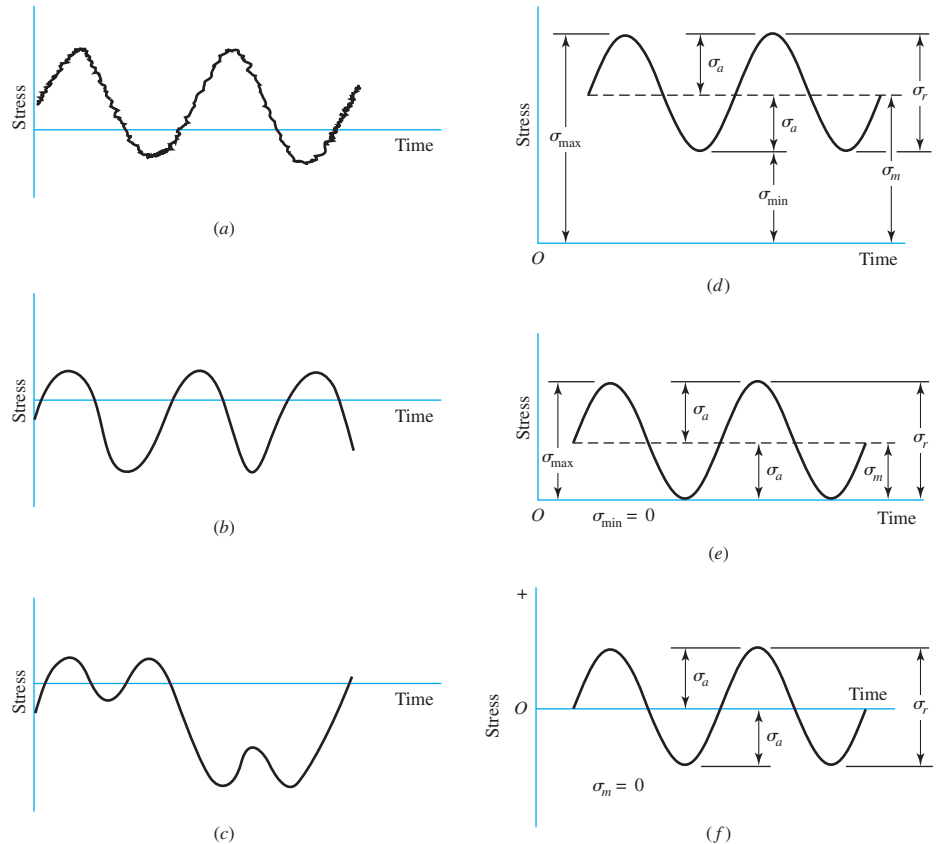 Stress
Time
(a)
Stress
Time
(b)
Stress
Time
(c)
Stress
σmax
σa
σa
σmin
σr
σm
O
Time
(d)
Stress
σmax
σa
σa
σm
σr
O
σmin = 0
Time
(e)
+
Stress
O
σa
σa
Time
σr
σm = 0
(f)